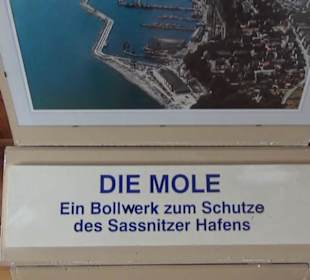 DIE MOLE
Ein Bollwerk zum Schutze
des Sassnitzer Hafens